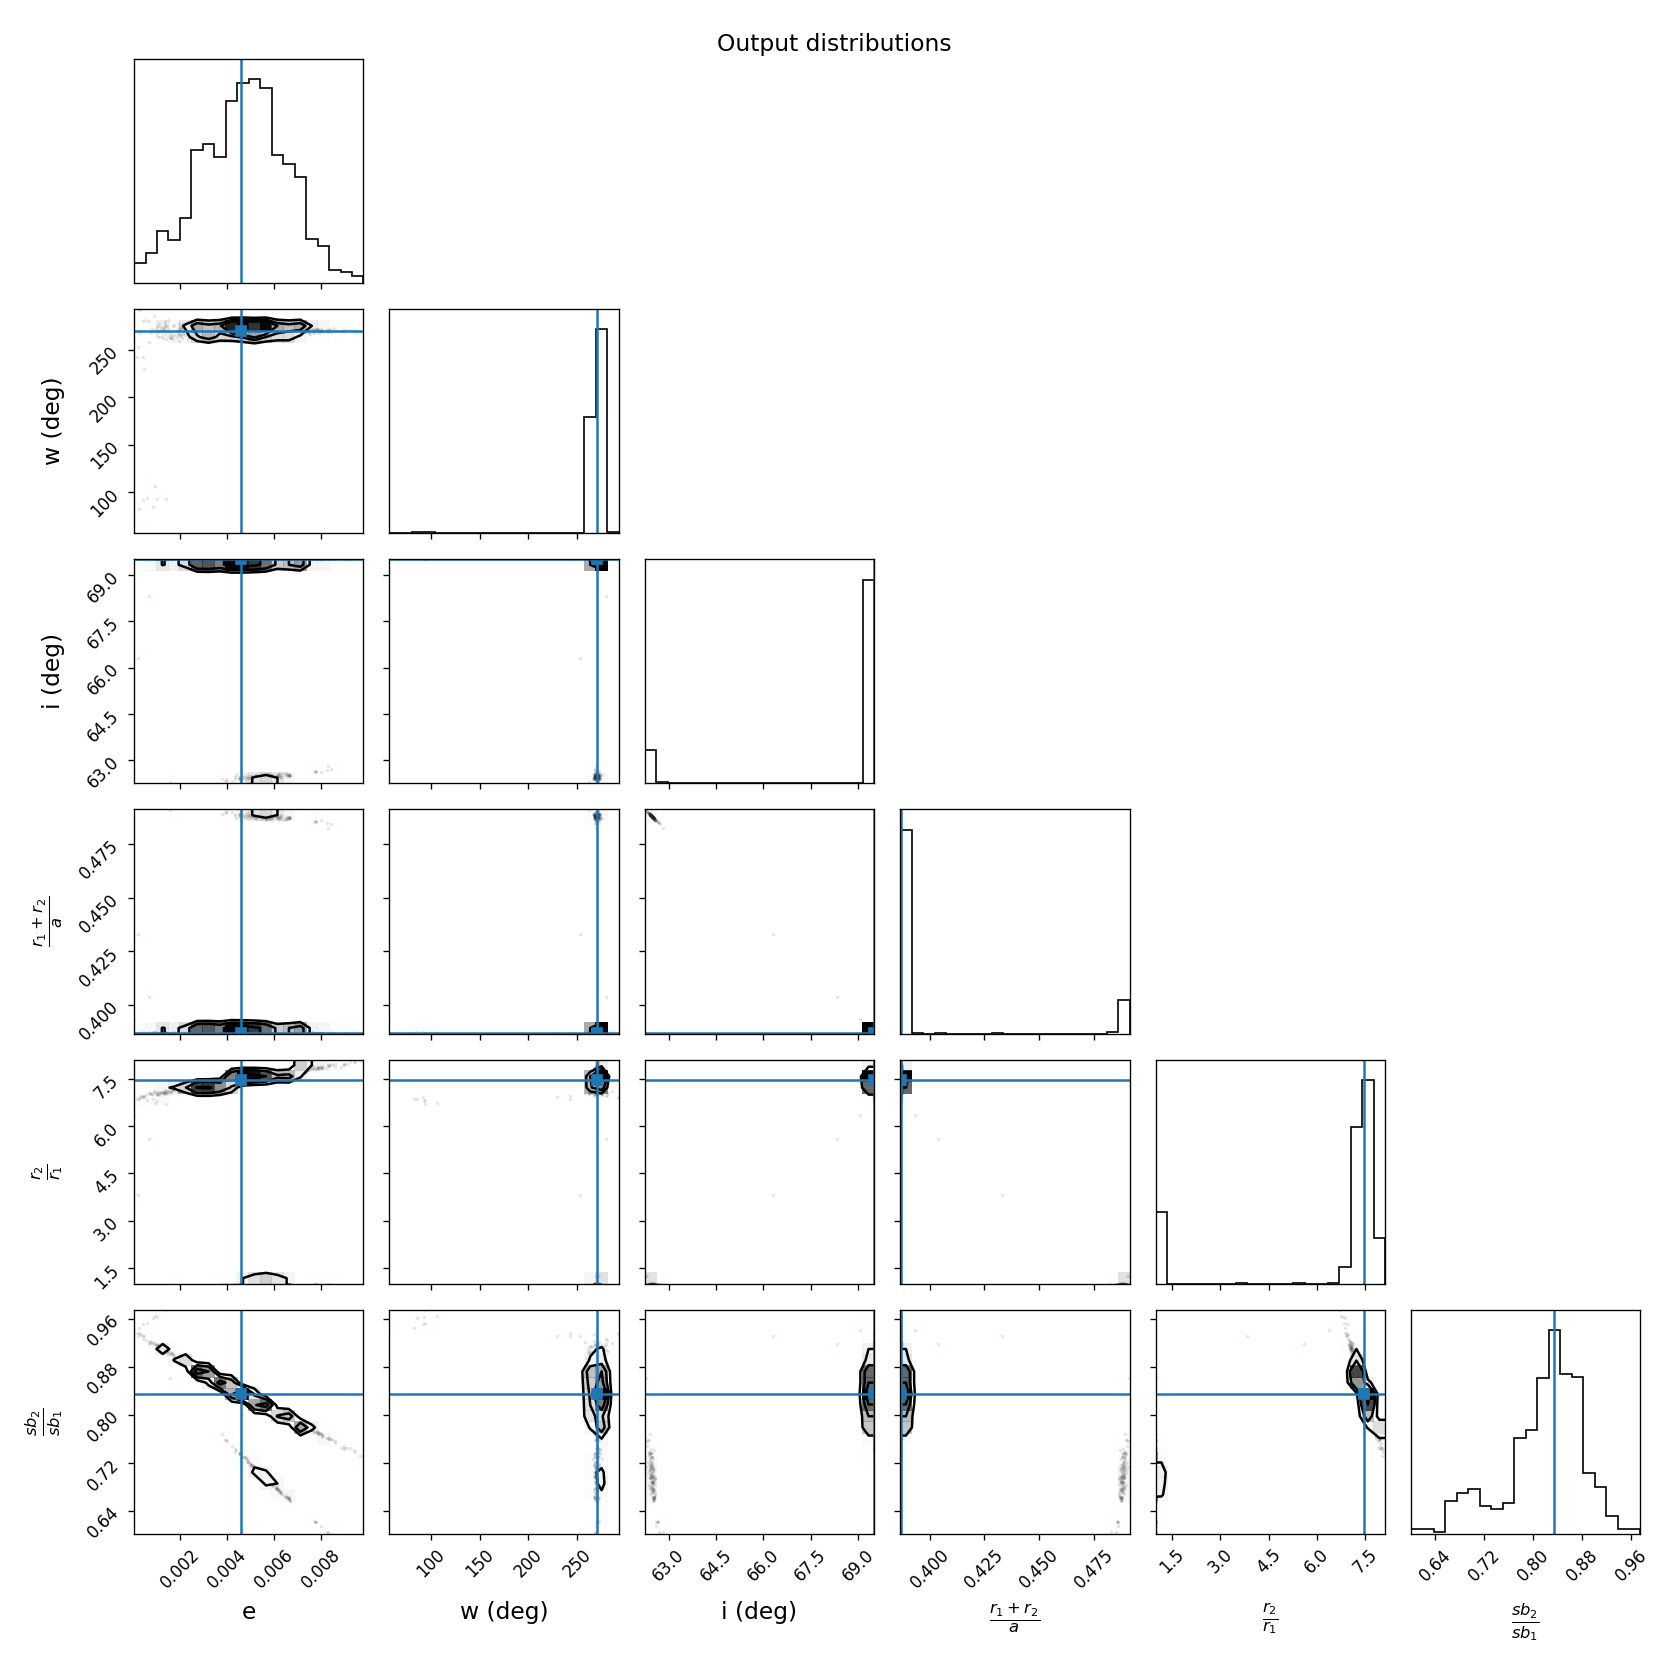 Output distributions
w (deg)
250
200
150
100
i (deg)
69.0
67.5
66.0
64.5
63.0
r₁ + r₂
a
0.475
0.450
0.425
0.400
r₂
r₁
7.5
6.0
4.5
3.0
1.5
sb₂
sb₁
0.96
0.88
0.80
0.72
0.64
0.002 0.004 0.006 0.008
100 150 200 250
63.0 64.5 66.0 67.5 69.0
0.400 0.425 0.450 0.475
1.5 3.0 4.5 6.0 7.5
0.64 0.72 0.80 0.88 0.96
e
w (deg)
i (deg)
r₁ + r₂
a
r₂
r₁
sb₂
sb₁